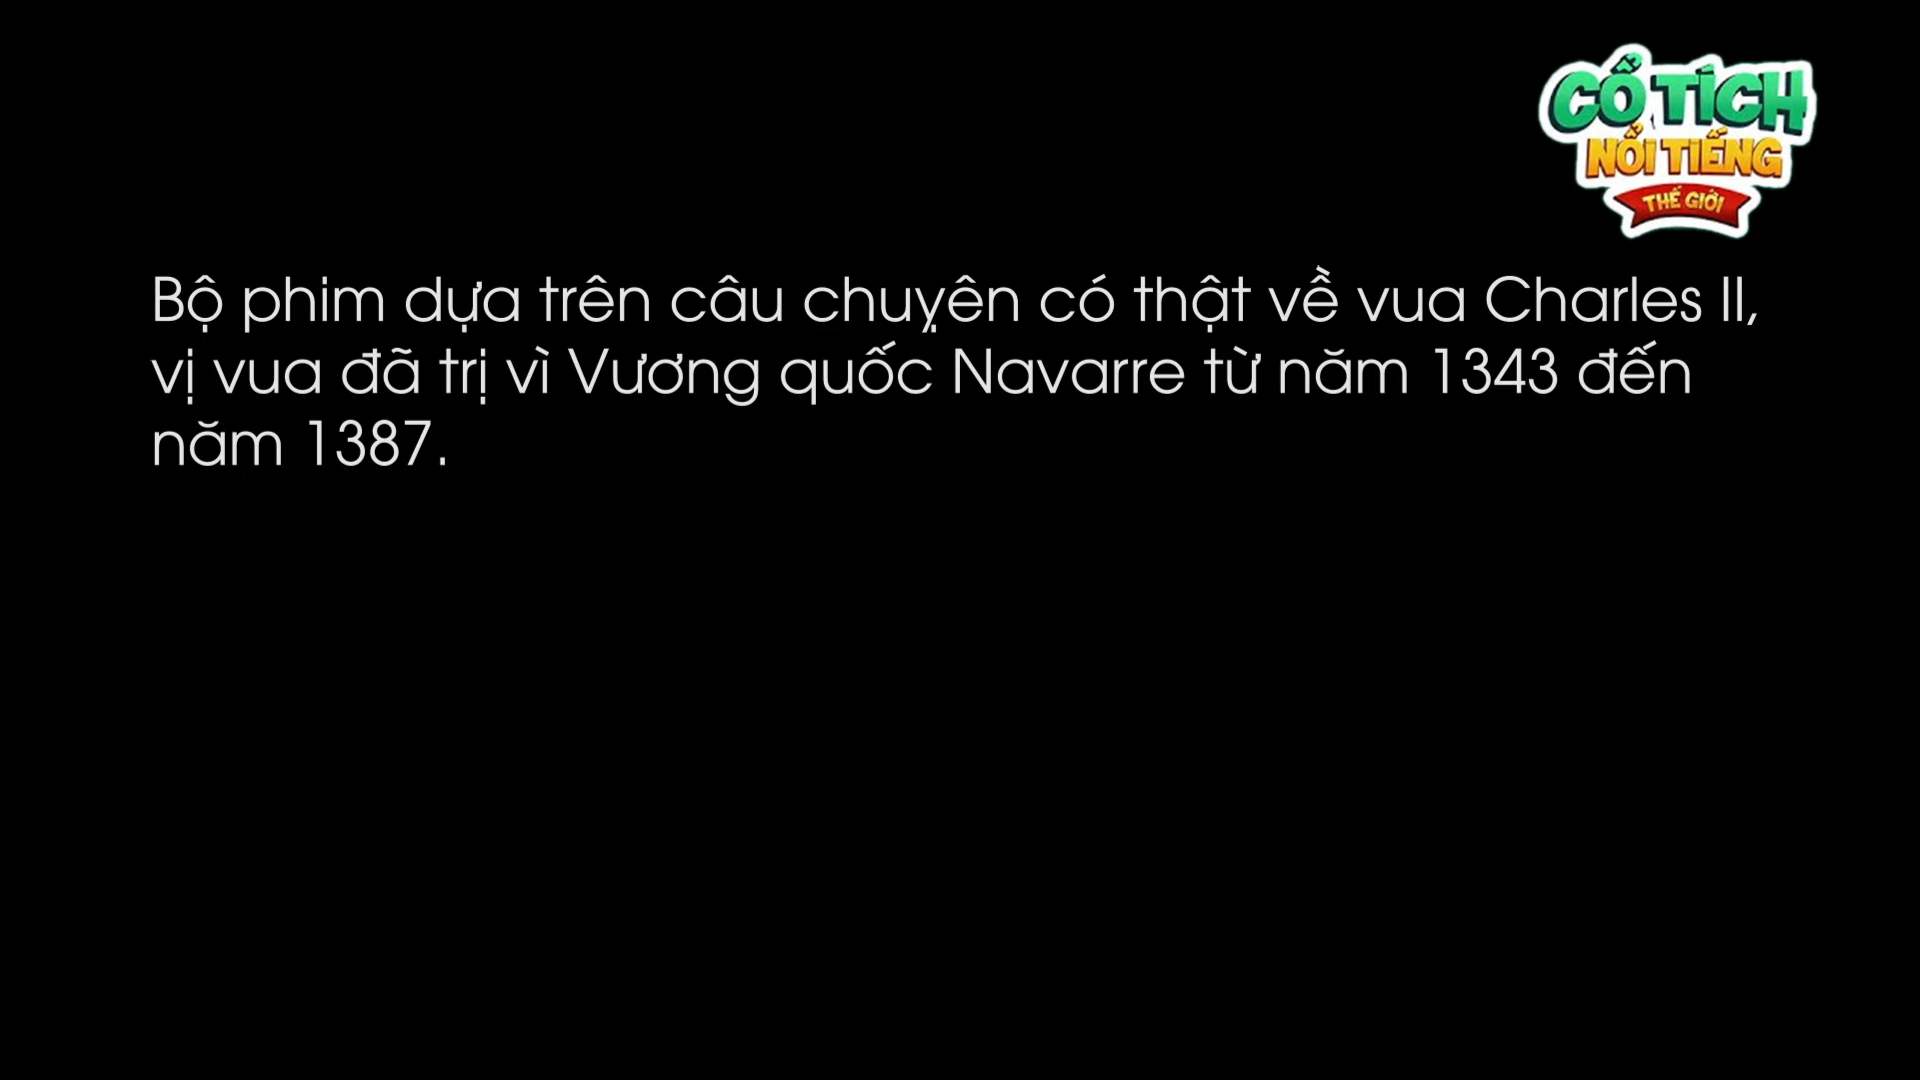 CỔ TÍCH
NỔI TIẾNG
THẾ GIỚI
Bộ phim dựa trên câu chuyện có thật về vua Charles II,
vị vua đã trị vì Vương quốc Navarre từ năm 1343 đến
năm 1387.